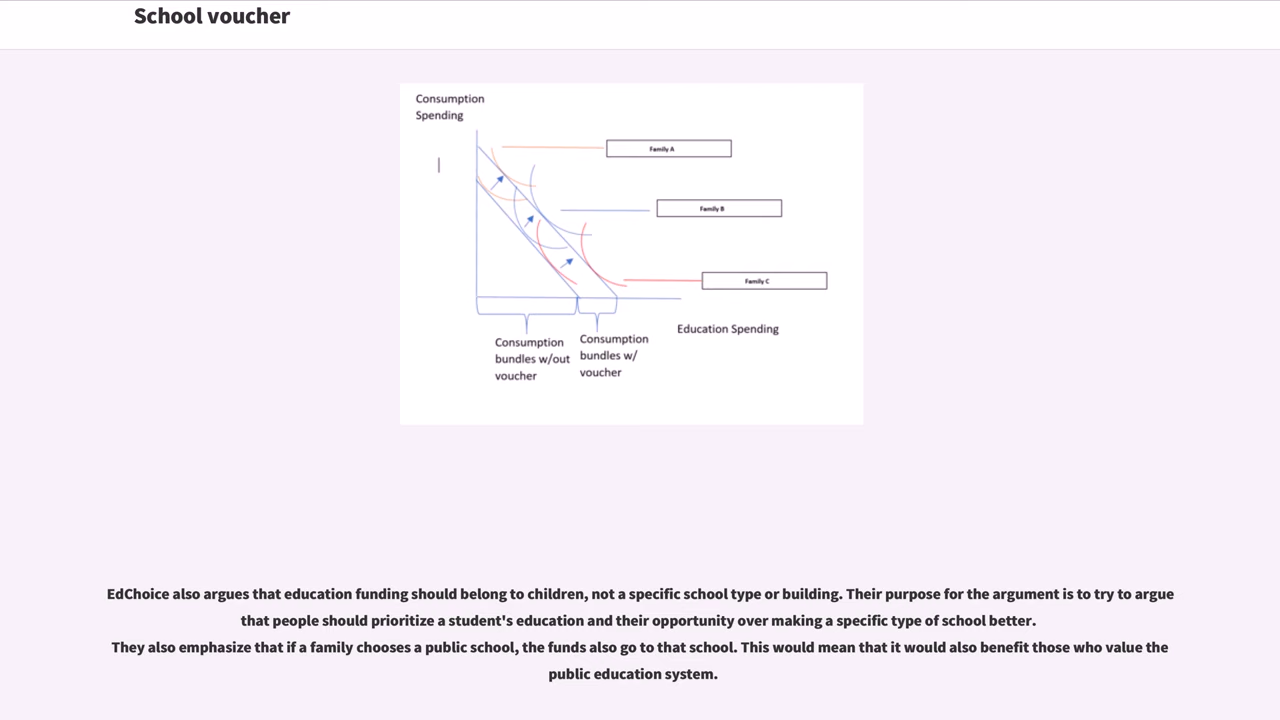 School voucher
Consumption
Spending
Family A
Family B
Family C
Education Spending
Consumption
bundles w/out
voucher
Consumption
bundles w/
voucher
EdChoice also argues that education funding should belong to children, not a specific school type or building. Their purpose for the argument is to try to argue
that people should prioritize a student's education and their opportunity over making a specific type of school better.
They also emphasize that if a family chooses a public school, the funds also go to that school. This would mean that it would also benefit those who value the
public education system.